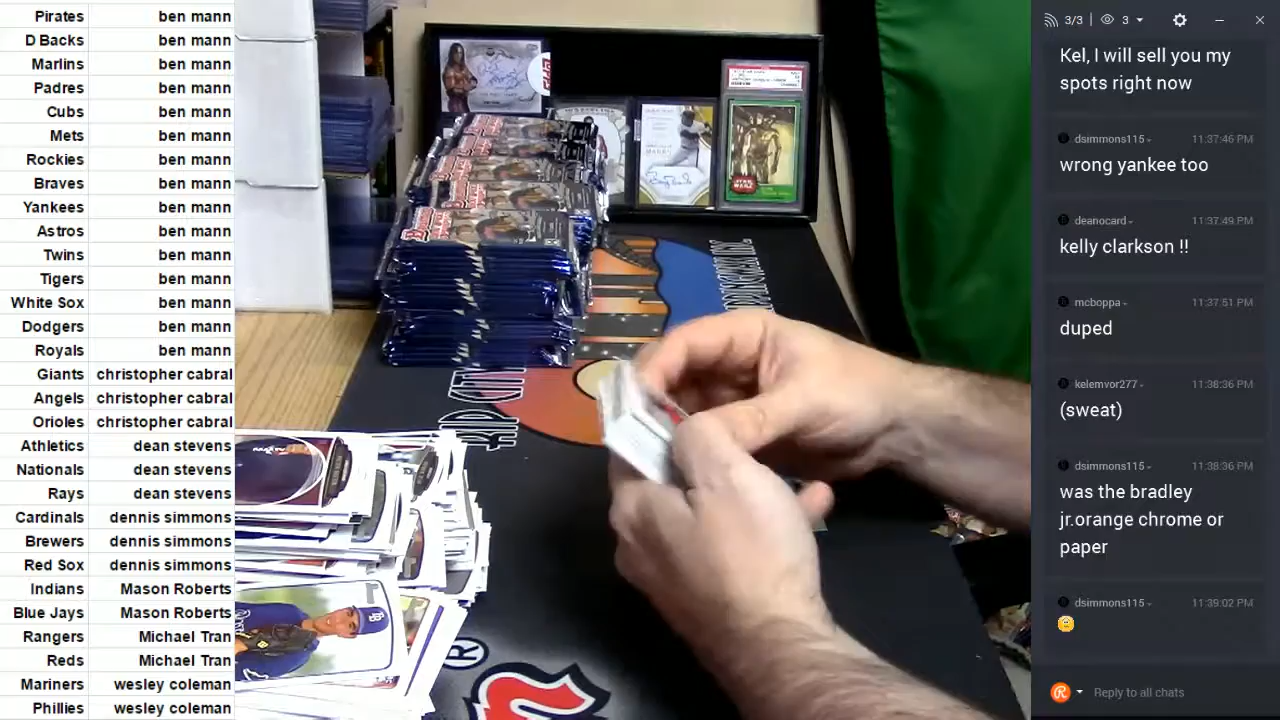 Pirates ben mann
D Backs ben mann
Marlins ben mann
Padres ben mann
Cubs ben mann
Mets ben mann
Rockies ben mann
Braves ben mann
Yankees ben mann
Astros ben mann
Twins ben mann
Tigers ben mann
White Sox ben mann
Dodgers ben mann
Royals ben mann
Giants christopher cabral
Angels christopher cabral
Orioles christopher cabral
Athletics dean stevens
Nationals dean stevens
Rays dean stevens
Cardinals dennis simmons
Brewers dennis simmons
Red Sox dennis simmons
Indians Mason Roberts
Blue Jays Mason Roberts
Rangers Michael Tran
Reds Michael Tran
Mariners wesley coleman
Phillies wesley coleman
RIP CITY
STAR WARS
Bowman
®
3/3 3
Kel, I will sell you my
spots right now
dsimmons115 11:37:46 PM
wrong yankee too
deanocard 11:37:49 PM
kelly clarkson !!
mcboppa 11:37:51 PM
duped
kelemvor277 11:38:36 PM
(sweat)
dsimmons115 11:38:36 PM
was the bradley
jr.orange chrome or
paper
dsimmons115 11:39:02 PM
Reply to all chats